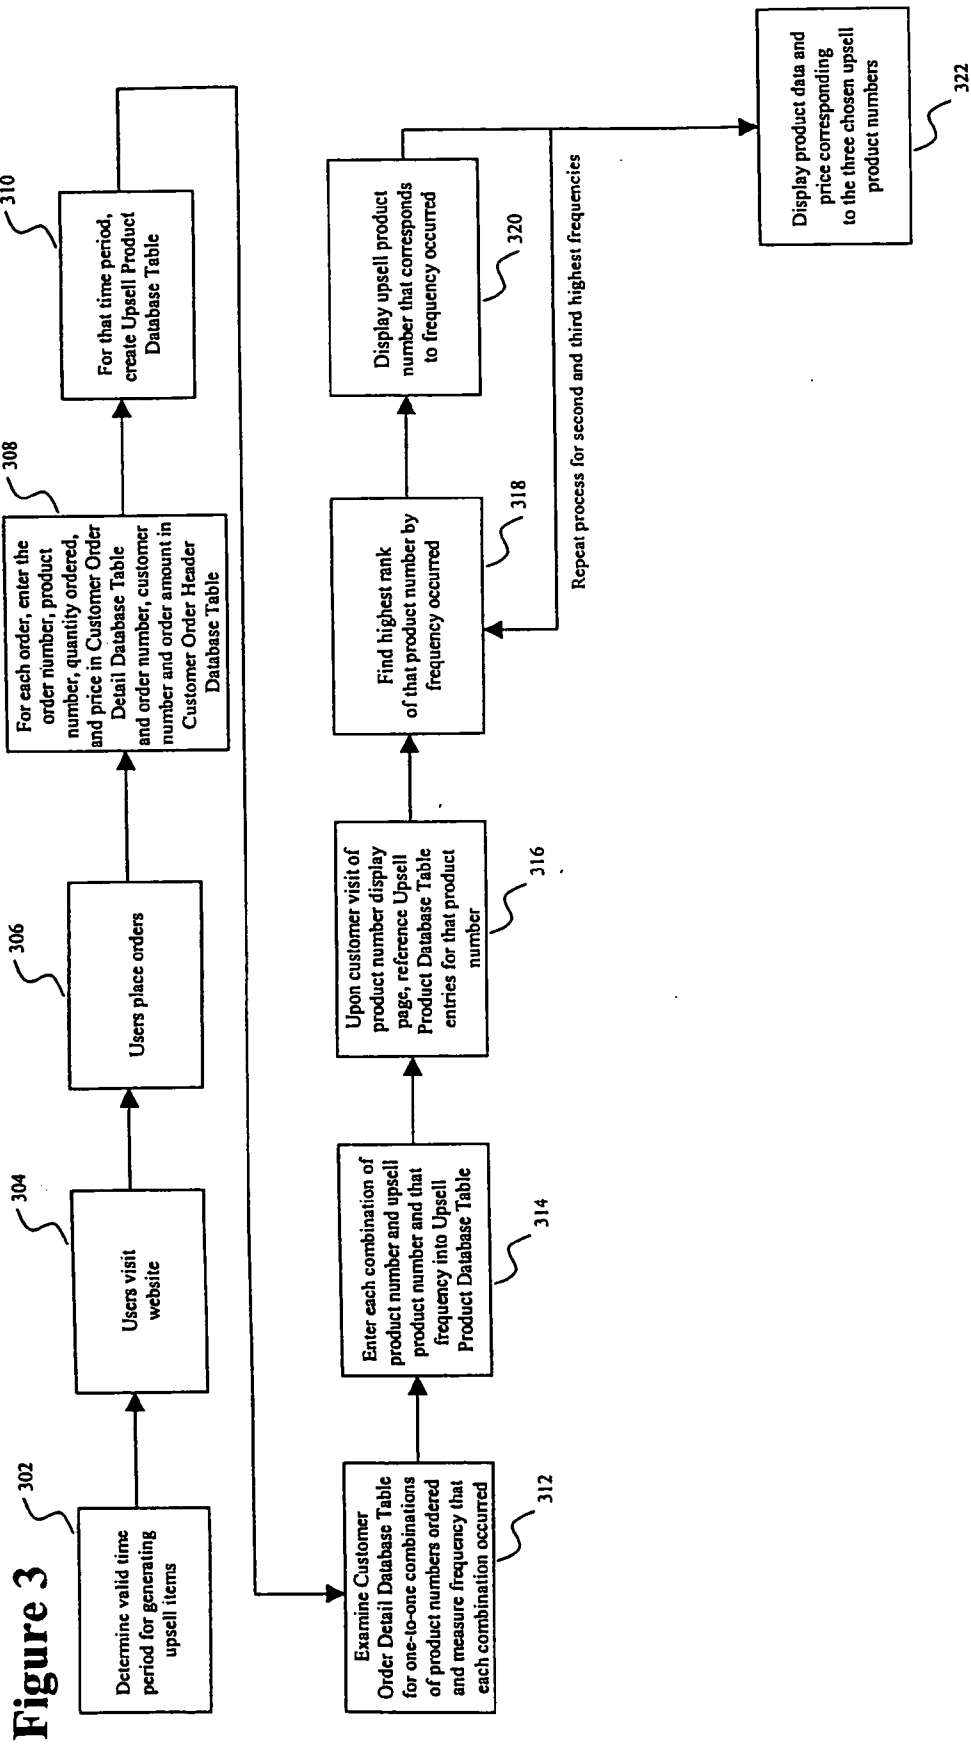 Figure 3
302
Determine valid time
period for generating
upsell items
304
Users visit
website
306
Users place orders
308
For each order, enter the
order number, product
number, quantity ordered,
and price in Customer Order
Detail Database Table
and order number, customer
number and order amount in
Customer Order Header
Database Table
310
For that time period,
create Upsell Product
Database Table
Examine Customer
Order Detail Database Table
for one-to-one combinations
of product numbers ordered
and measure frequency that
each combination occurred
312
Enter each combination of
product number and upsell
product number and that
frequency into Upsell
Product Database Table
314
Upon customer visit of
product number display
page, reference Upsell
Product Database Table
entries for that product
number
316
Find highest rank
of that product number by
frequency occurred
318
Display upsell product
number that corresponds
to frequency occurred
320
Repeat process for second and third highest frequencies
Display product data and
price corresponding
to the three chosen upsell
product numbers
322